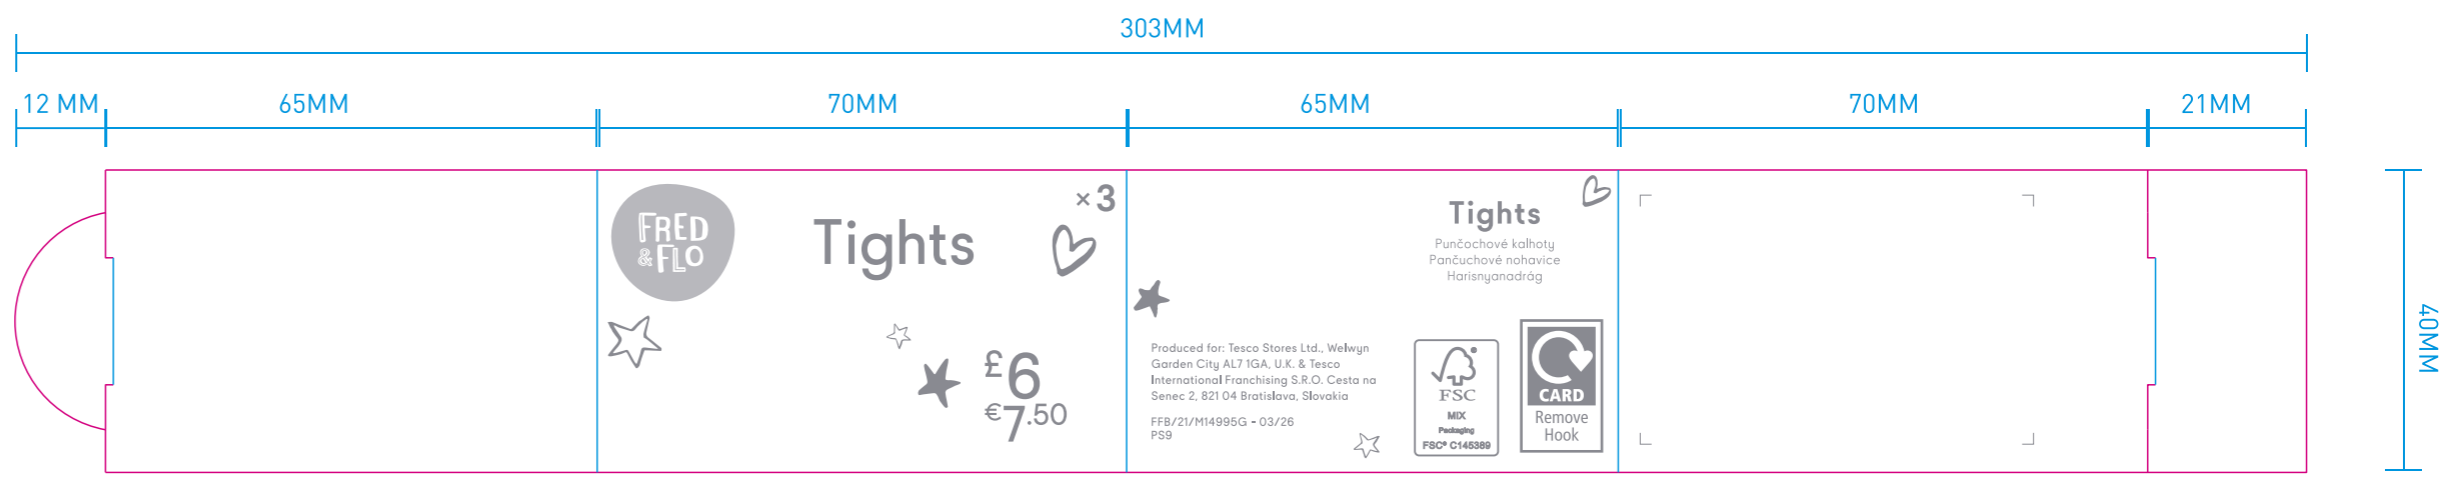 303MM
12 MM
65MM
70MM
65MM
70MM
21MM
FRED
&FLO
Tights
×3
£6
€7.50
Tights
Punčochové kalhoty
Pančuchové nohavice
Harisnyanadrág
Produced for: Tesco Stores Ltd., Welwyn
Garden City AL7 1GA, U.K. & Tesco
International Franchising S.R.O. Cesta na
Senec 2, 821 04 Bratislava, Slovakia
FFB/21/M14995G - 03/26
PS9
FSC
MIX
Packaging
FSC® C145389
CARD
Remove
Hook
40MM